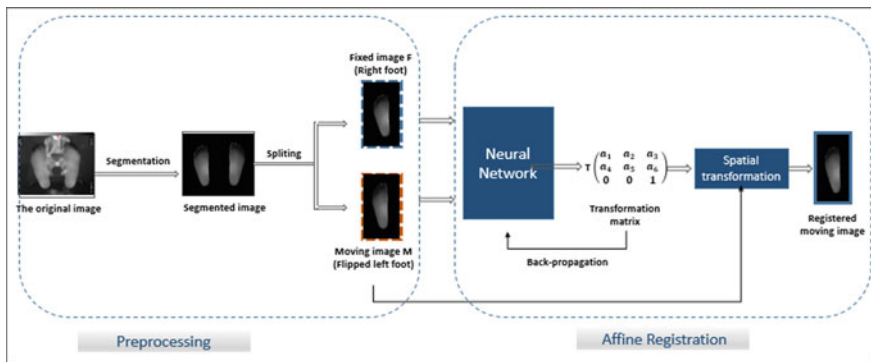 Fixed image F
(Right foot)
Segmentation
Spliting
The original image
Segmented image
Moving image M
(Flipped left foot)
Neural
Network
T
a₁ a₂ a₃
a₄ a₅ a₆
0 0 1
Transformation
matrix
Back-propagation
Spatial
transformation
Registered
moving image
Preprocessing
Affine Registration